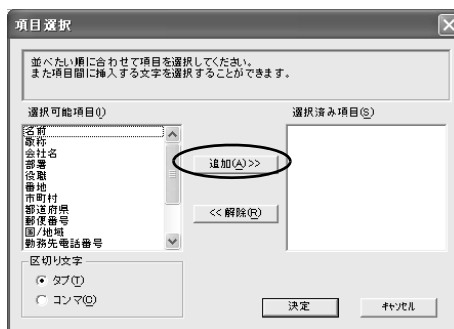 項目選択
並べたい順に合わせて項目を選択してください。
また項目間に挿入する文字を選択することができます。
選択可能項目(I)
選択済み項目(S)
名前
敬称
会社名
部署
役職
番地
市町村
都道府県
郵便番号
国/地域
勤務先電話番号
追加(A)>>
<<解除(R)
区切り文字
タブ(T)
コンマ(O)
決定
キャンセル